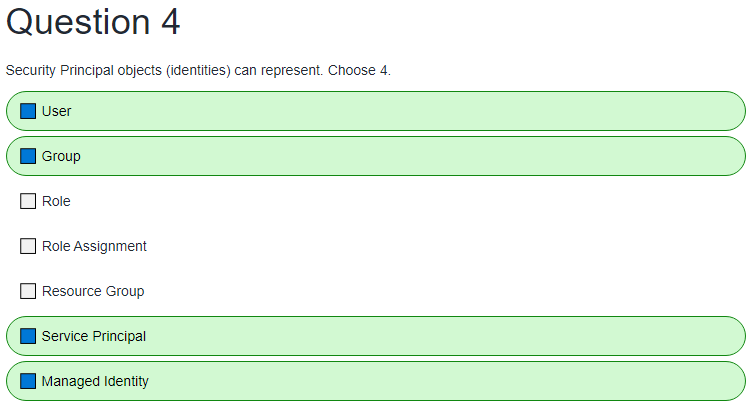 Question 4
Security Principal objects (identities) can represent. Choose 4.
User
Group
Role
Role Assignment
Resource Group
Service Principal
Managed Identity